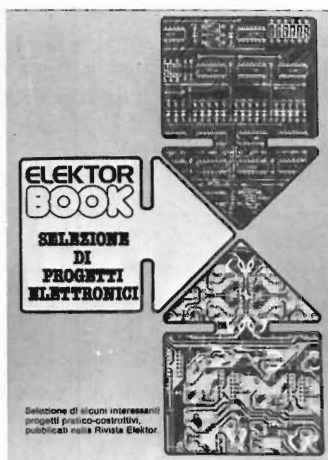 ELEKTOR
BOOK
SELEZIONE
DI
PROGETTI
ELETTRONICI
Selezione di alcuni interessanti
progetti pratico-costruttivi,
pubblicati nella Rivista Elektor